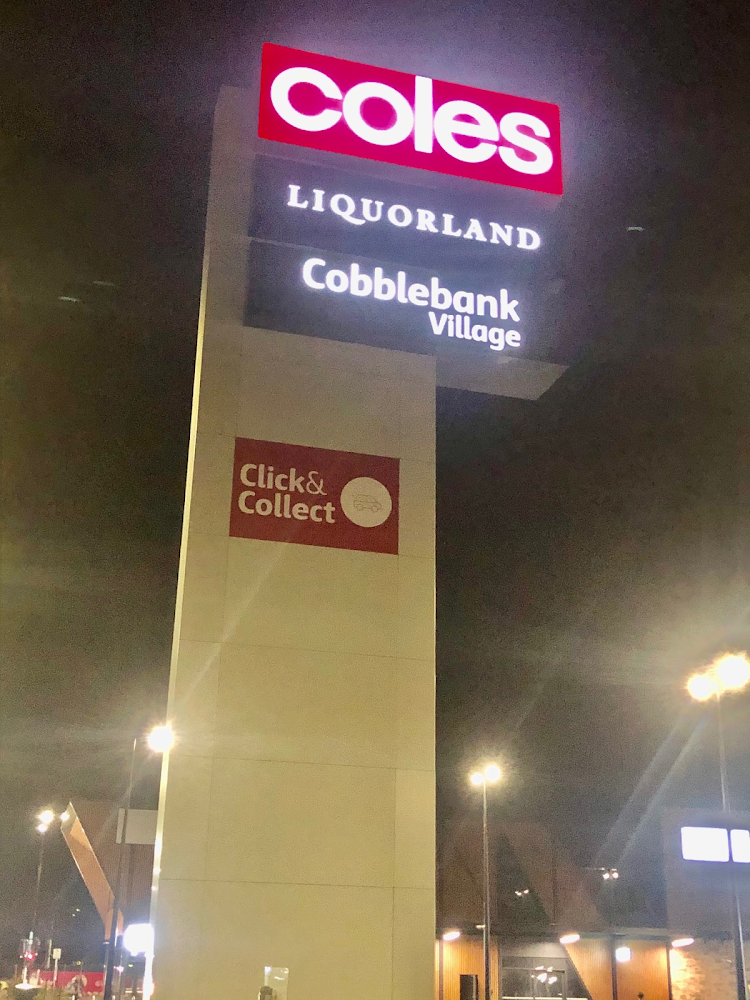 coles
LIQUORLAND
Cobblebank
Village
Click&
Collect